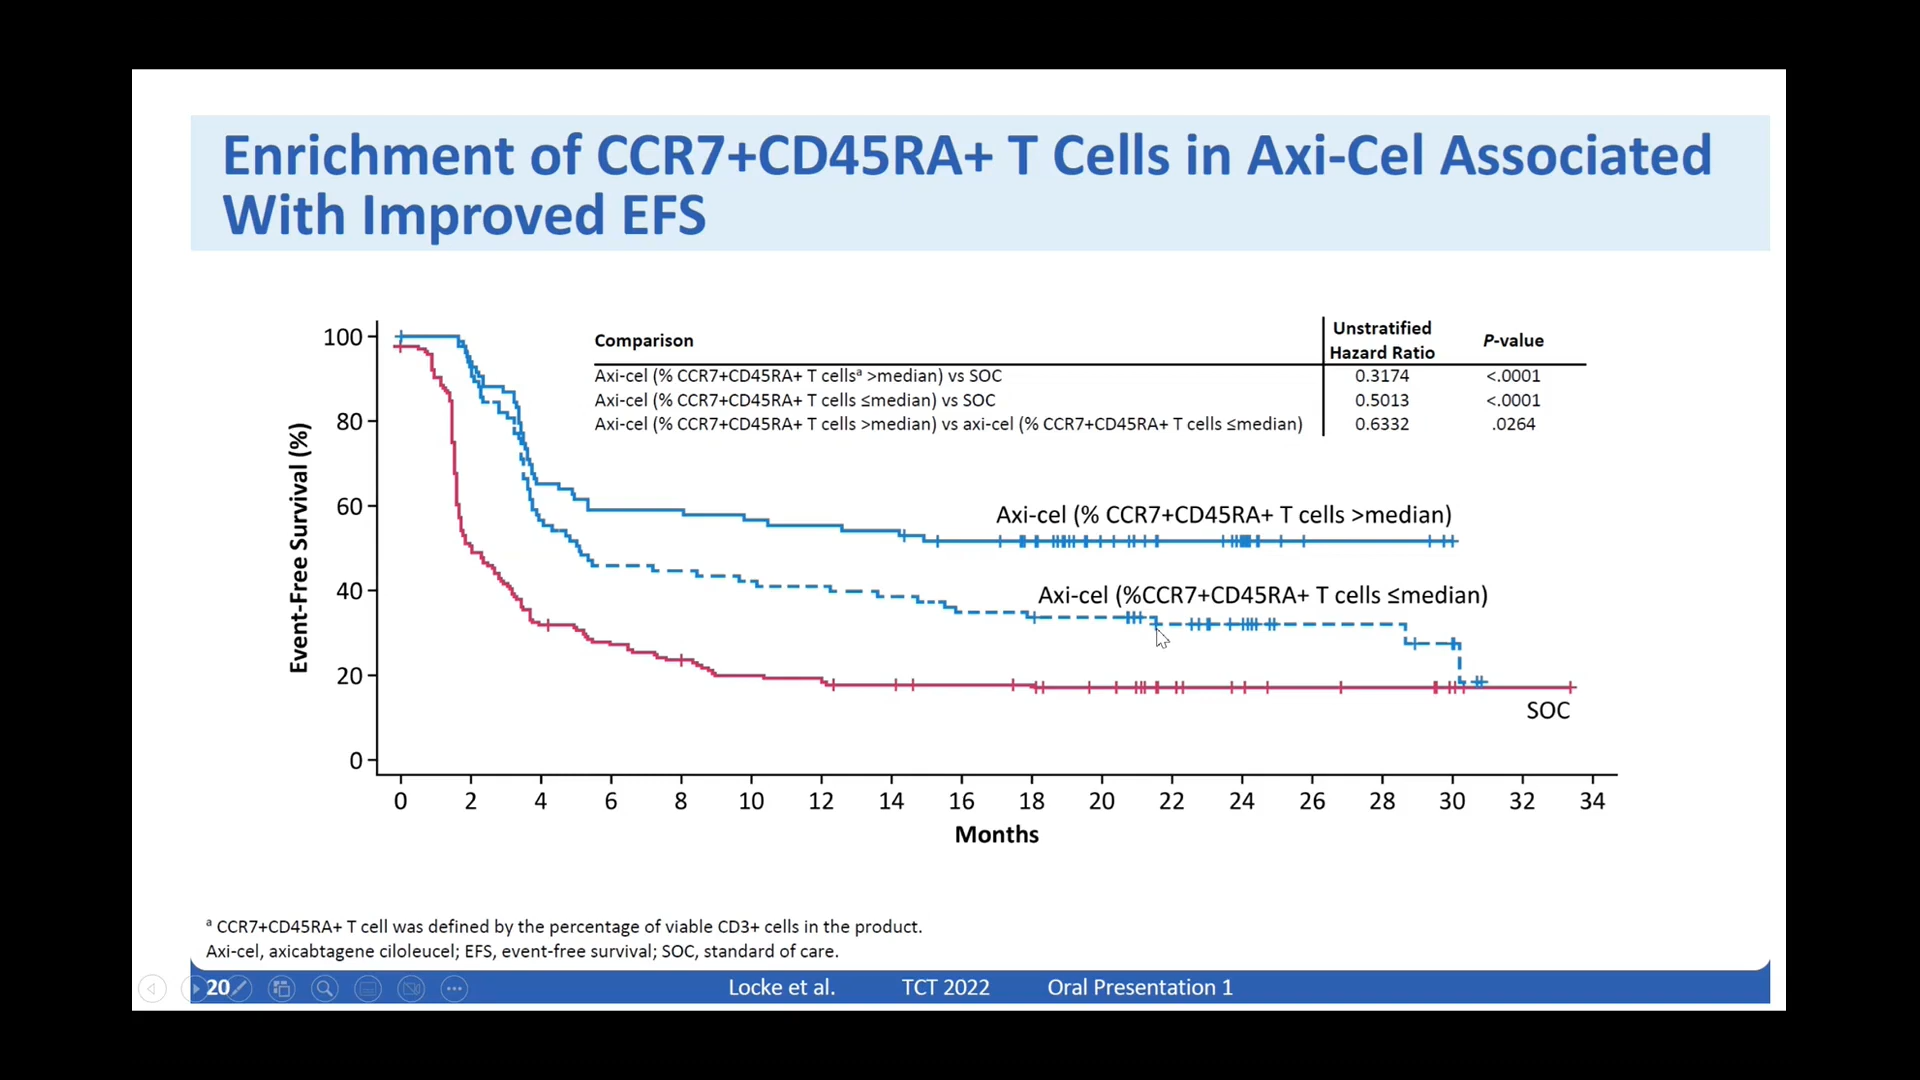 Enrichment of CCR7+CD45RA+ T Cells in Axi-Cel Associated
With Improved EFS
Comparison
Unstratified
Hazard Ratio
P-value
Axi-cel (% CCR7+CD45RA+ T cellsᵃ >median) vs SOC 0.3174 <.0001
Axi-cel (% CCR7+CD45RA+ T cells ≤median) vs SOC 0.5013 <.0001
Axi-cel (% CCR7+CD45RA+ T cells >median) vs axi-cel (% CCR7+CD45RA+ T cells ≤median) 0.6332 .0264
Event-Free Survival (%)
100
80
60
40
20
0
Axi-cel (% CCR7+CD45RA+ T cells >median)
Axi-cel (%CCR7+CD45RA+ T cells ≤median)
SOC
0 2 4 6 8 10 12 14 16 18 20 22 24 26 28 30 32 34
Months
ᵃ CCR7+CD45RA+ T cell was defined by the percentage of viable CD3+ cells in the product.
Axi-cel, axicabtagene ciloleucel; EFS, event-free survival; SOC, standard of care.
20 Locke et al. TCT 2022 Oral Presentation 1